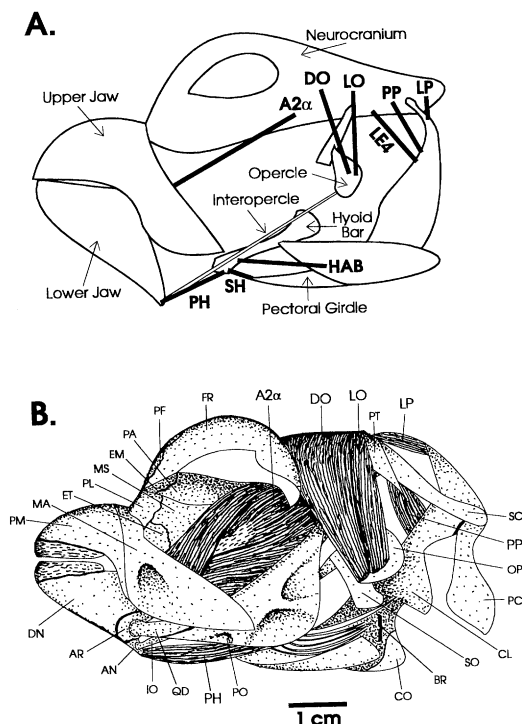 A.
Neurocranium
DO
LO
LP
PP
Upper Jaw
A2α
LE4
Opercle
Interopercle
Hyoid
Bar
HAB
Lower Jaw
PH
SH
Pectoral Girdle
B.
FR
A2α
DO
LO
PT
LP
PF
PA
EM
MS
PL
MA
ET
PM
SC
PP
OP
PC
DN
AR
AN
IO
QD
PH
PO
CO
BR
SO
CL
1 cm